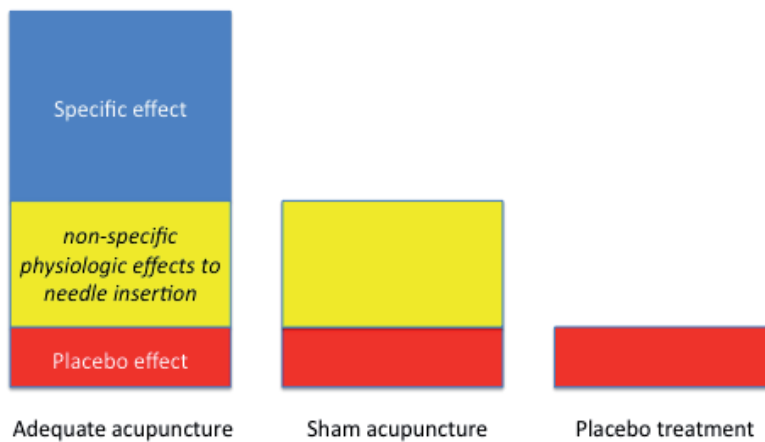 Specific effect
non-specific
physiologic effects to
needle insertion
Placebo effect
Adequate acupuncture
Sham acupuncture
Placebo treatment